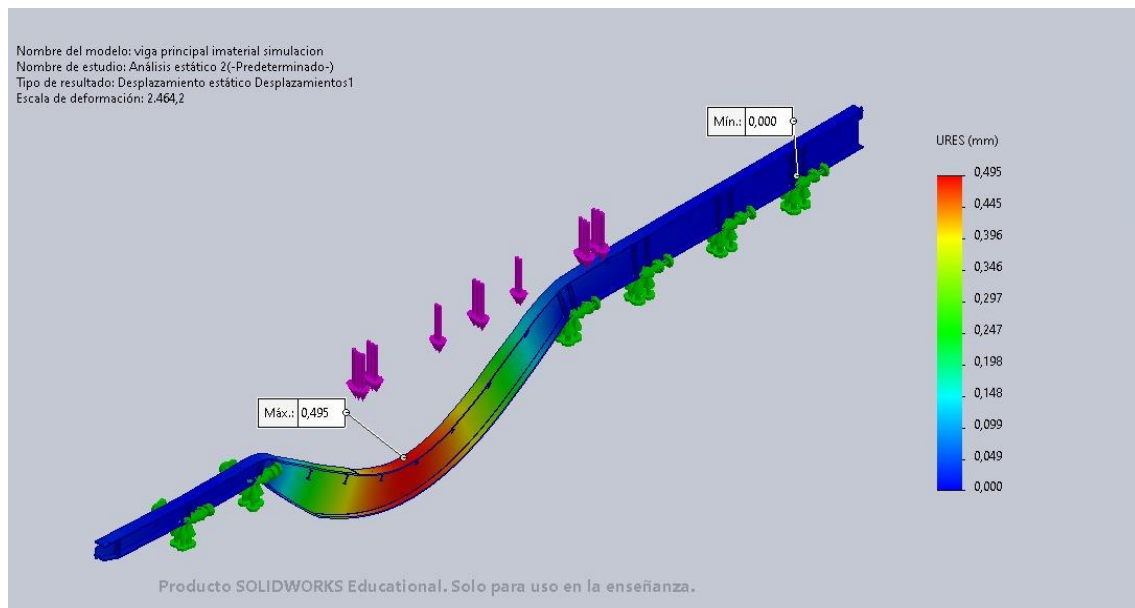 Nombre del modelo: viga principal imaterial simulacion
Nombre de estudio: Análisis estático 2(-Predeterminado-)
Tipo de resultado: Desplazamiento estático Desplazamientos1
Escala de deformación: 2.464,2
Mín.: 0,000
URES (mm)
0,495
0,445
0,396
0,346
0,297
0,247
0,198
0,148
0,099
0,049
0,000
Máx.: 0,495
Producto SOLIDWORKS Educational. Solo para uso en la enseñanza.